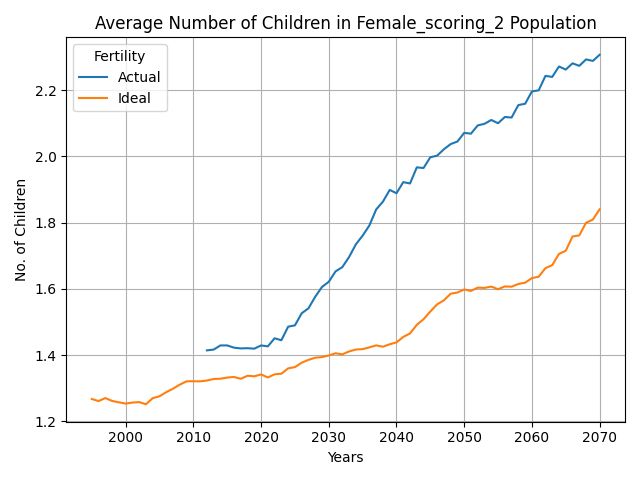 Average Number of Children in Female_scoring_2 Population
Fertility
Actual
Ideal
No. of Children
2.2
2.0
1.8
1.6
1.4
1.2
2000 2010 2020 2030 2040 2050 2060 2070
Years